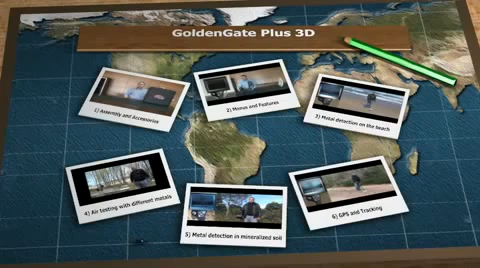 GoldenGate Plus 3D
1) Assembly and Accesories
2) Menus and Features
3) Metal detection on the beach
4) Air testing with different metals
5) Metal detection in mineralized soil
6) GPS and Tracking